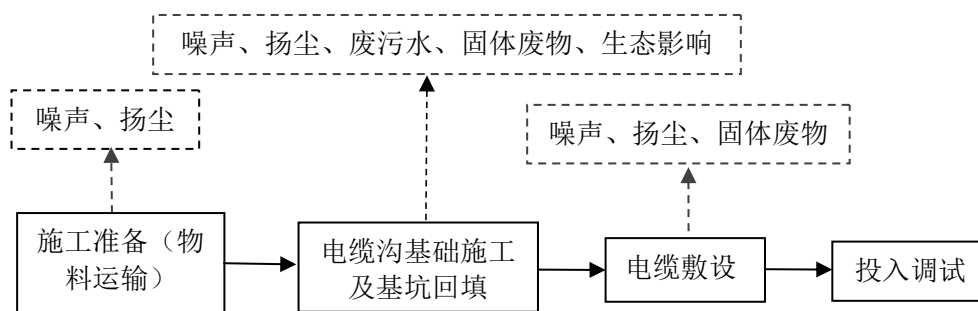 噪声、扬尘、废污水、固体废物、生态影响
噪声、扬尘
噪声、扬尘、固体废物
施工准备（物
料运输）
电缆沟基础施工
及基坑回填
电缆敷设
投入调试